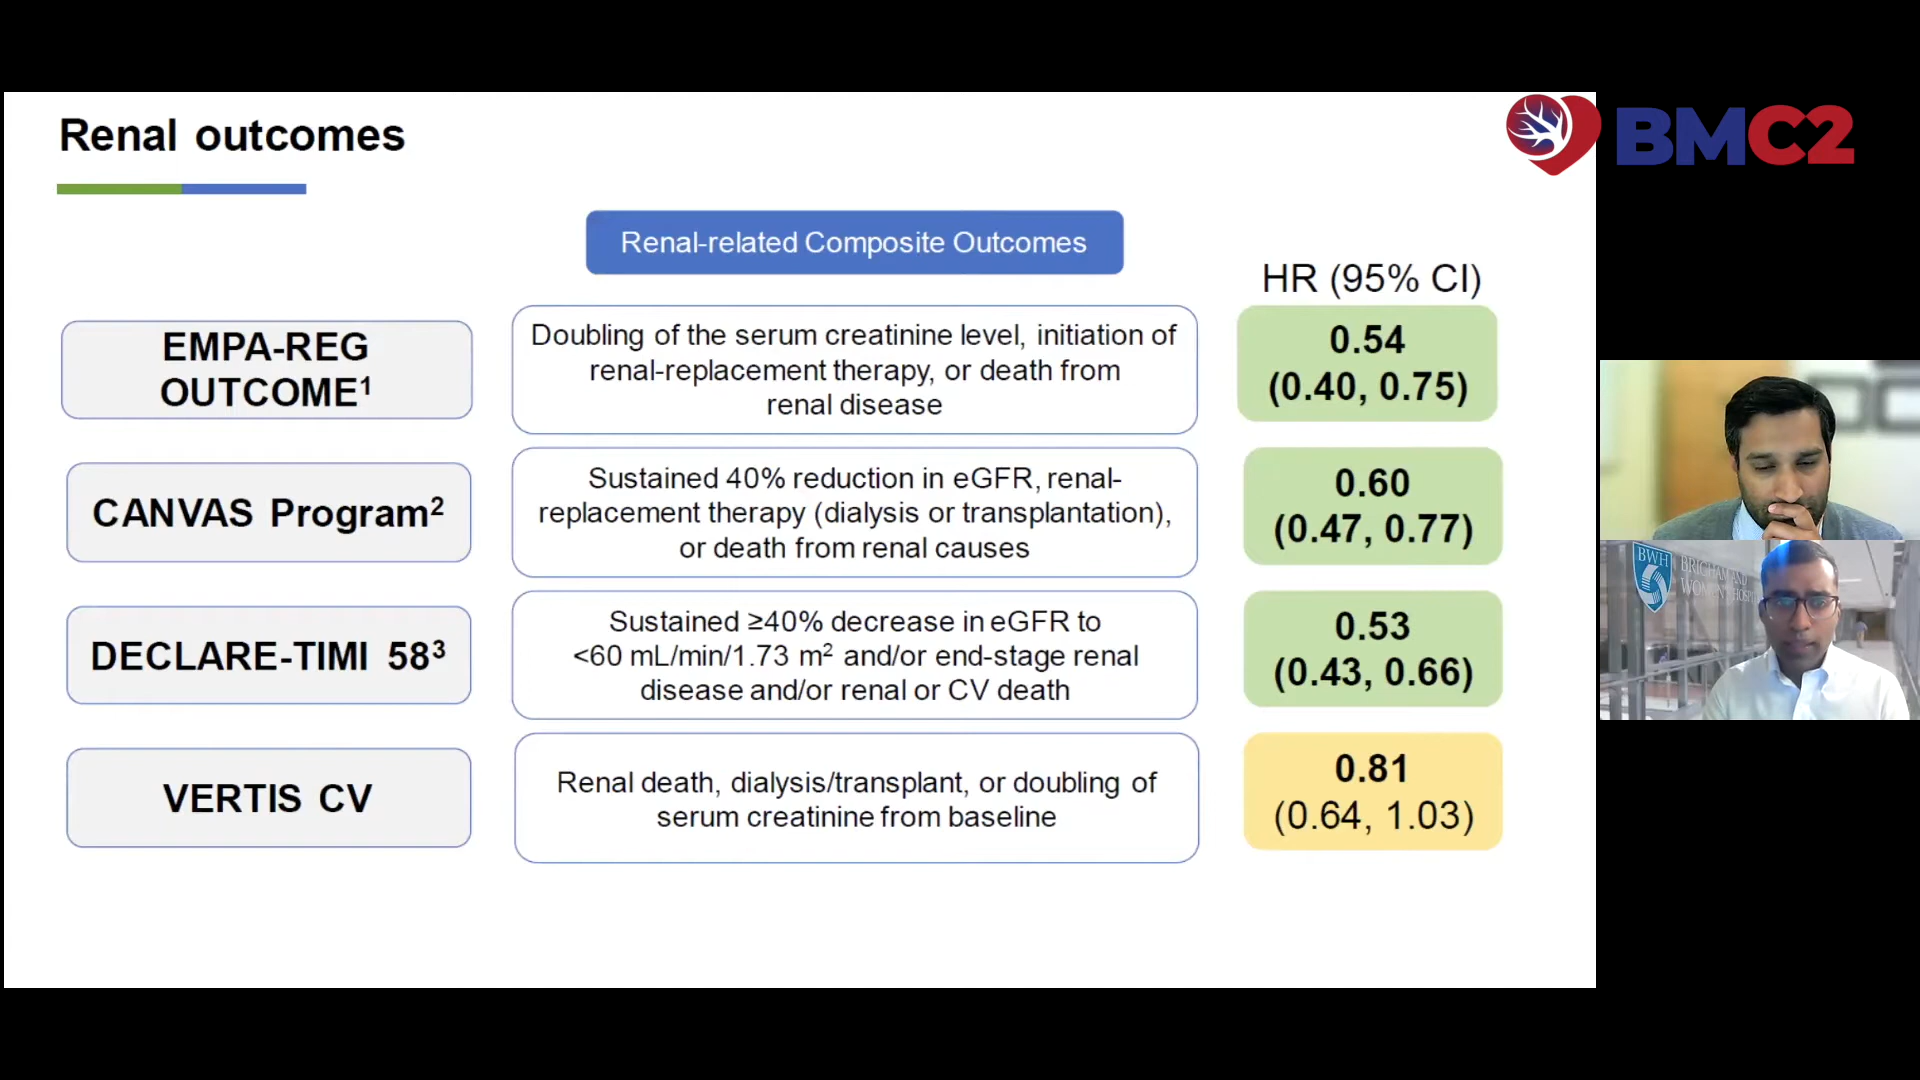 Renal outcomes
BMC2
Renal-related Composite Outcomes
HR (95% CI)
EMPA-REG
OUTCOME¹
Doubling of the serum creatinine level, initiation of
renal-replacement therapy, or death from
renal disease
0.54
(0.40, 0.75)
CANVAS Program²
Sustained 40% reduction in eGFR, renal-
replacement therapy (dialysis or transplantation),
or death from renal causes
0.60
(0.47, 0.77)
DECLARE-TIMI 58³
Sustained ≥40% decrease in eGFR to
<60 mL/min/1.73 m² and/or end-stage renal
disease and/or renal or CV death
0.53
(0.43, 0.66)
VERTIS CV
Renal death, dialysis/transplant, or doubling of
serum creatinine from baseline
0.81
(0.64, 1.03)
BWH
BRIGHAM AND